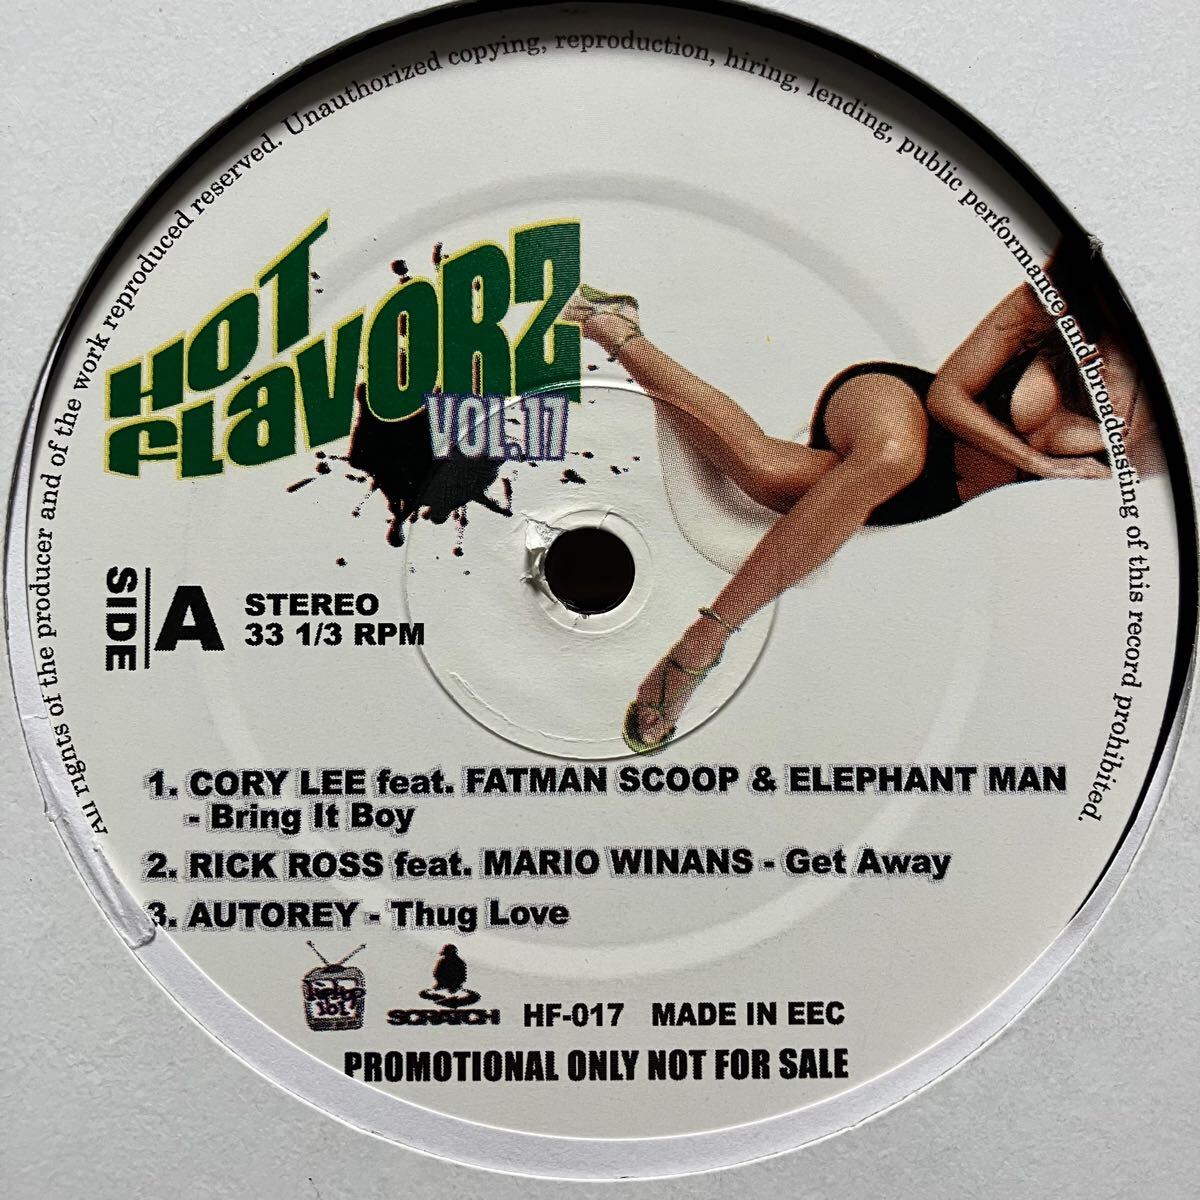 All rights of the producer and of the work reproduced reserved. Unauthorized copying, reproduction, hiring, lending, public performance and broadcasting of this record prohibited.
HOT
FLAVORZ
VOL.17
SIDE A
STEREO
33 1/3 RPM
1. CORY LEE feat. FATMAN SCOOP & ELEPHANT MAN
- Bring It Boy
2. RICK ROSS feat. MARIO WINANS - Get Away
3. AUTOREY - Thug Love
SCRATCH
HF-017 MADE IN EEC
PROMOTIONAL ONLY NOT FOR SALE